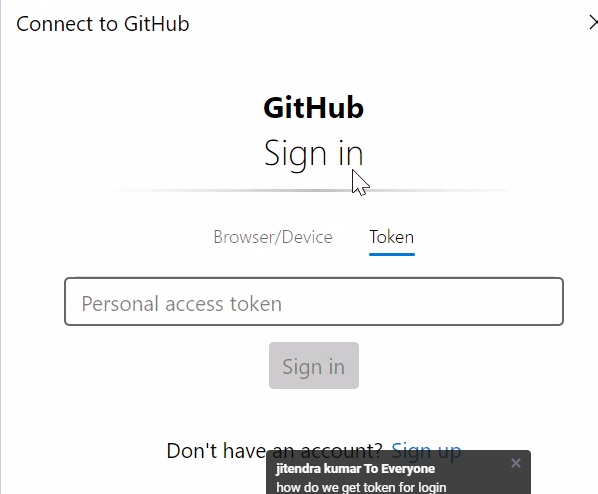 Connect to GitHub
GitHub
Sign in
Browser/Device Token
Personal access token
Sign in
Don't have an account? Sign up
jitendra kumar To Everyone
how do we get token for login